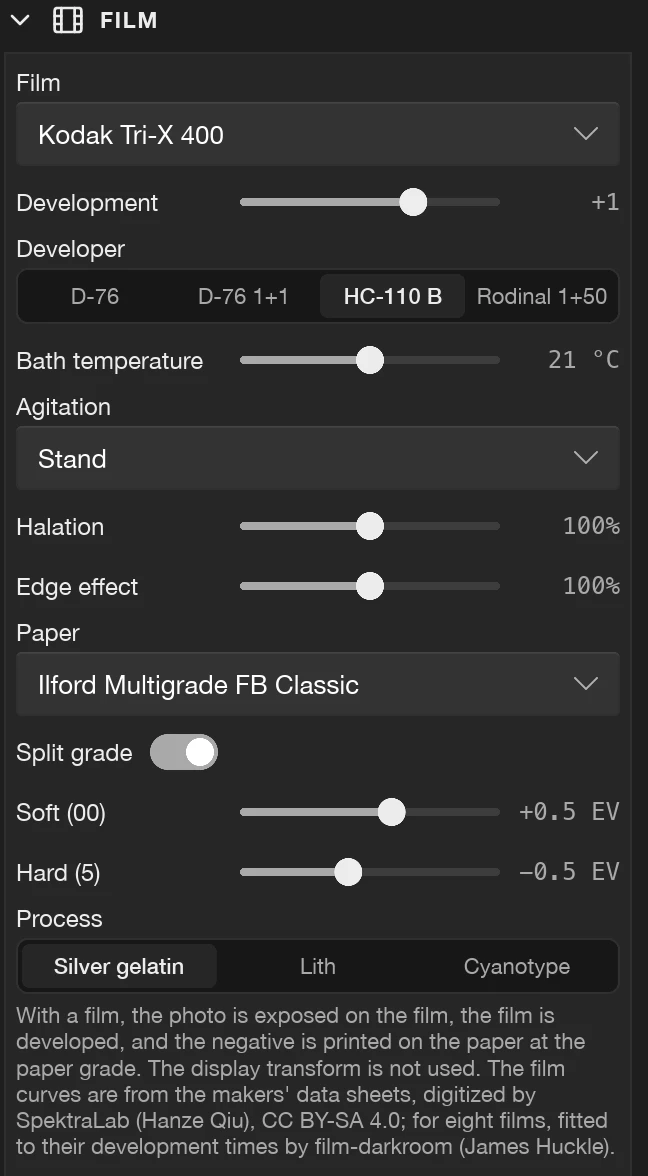 FILM
Film
Kodak Tri-X 400
Development +1
Developer
D-76 D-76 1+1 HC-110 B Rodinal 1+50
Bath temperature 21 °C
Agitation
Stand
Halation 100%
Edge effect 100%
Paper
Ilford Multigrade FB Classic
Split grade
Soft (00) +0.5 EV
Hard (5) −0.5 EV
Process
Silver gelatin Lith Cyanotype
With a film, the photo is exposed on the film, the film is
developed, and the negative is printed on the paper at the
paper grade. The display transform is not used. The film
curves are from the makers' data sheets, digitized by
SpektraLab (Hanze Qiu), CC BY-SA 4.0; for eight films, fitted
to their development times by film-darkroom (James Huckle).